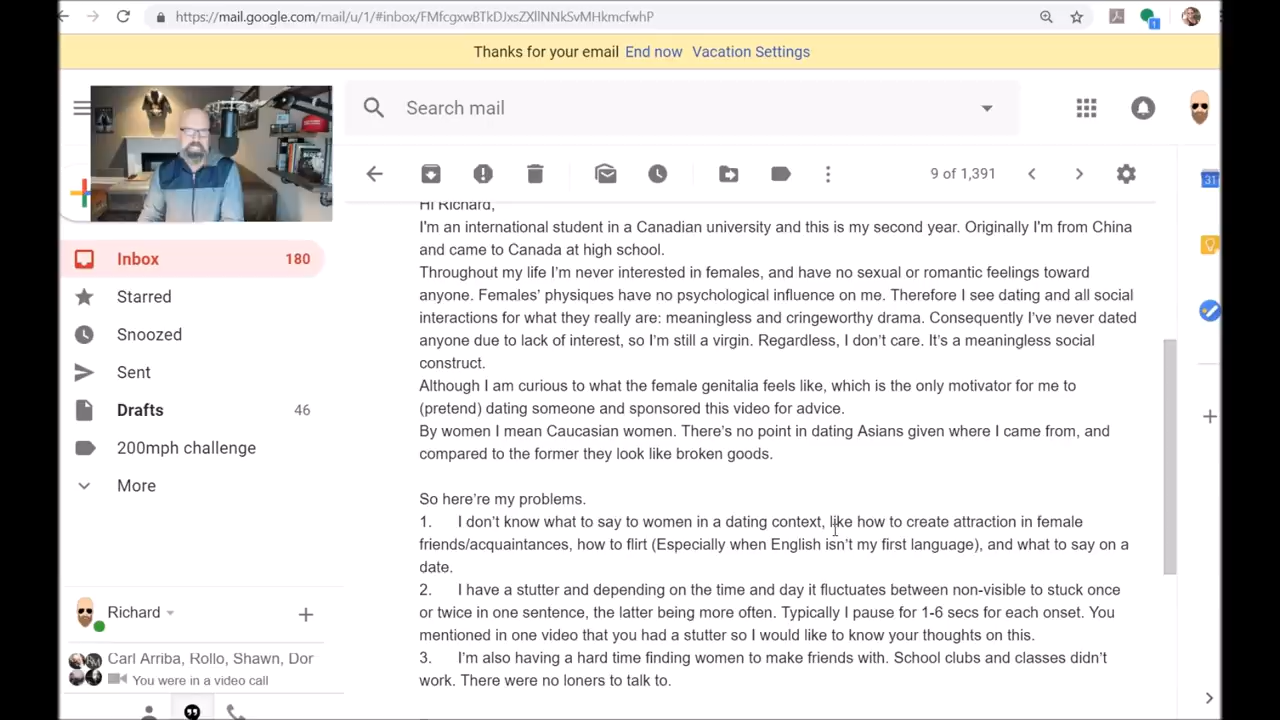 https://mail.google.com/mail/u/1/#inbox/FMfcgxwBTkDJxsZXllNNkSvMHkmcfwhP
1
Thanks for your email End now Vacation Settings
Search mail
9 of 1,391
31
Inbox 180
Starred
Snoozed
Sent
Drafts 46
200mph challenge
More
Hi Richard,
I'm an international student in a Canadian university and this is my second year. Originally I'm from China
and came to Canada at high school.
Throughout my life I'm never interested in females, and have no sexual or romantic feelings toward
anyone. Females' physiques have no psychological influence on me. Therefore I see dating and all social
interactions for what they really are: meaningless and cringeworthy drama. Consequently I've never dated
anyone due to lack of interest, so I'm still a virgin. Regardless, I don't care. It's a meaningless social
construct.
Although I am curious to what the female genitalia feels like, which is the only motivator for me to
(pretend) dating someone and sponsored this video for advice.
By women I mean Caucasian women. There's no point in dating Asians given where I came from, and
compared to the former they look like broken goods.
So here're my problems.
1. I don't know what to say to women in a dating context, like how to create attraction in female
friends/acquaintances, how to flirt (Especially when English isn't my first language), and what to say on a
date.
2. I have a stutter and depending on the time and day it fluctuates between non-visible to stuck once
or twice in one sentence, the latter being more often. Typically I pause for 1-6 secs for each onset. You
mentioned in one video that you had a stutter so I would like to know your thoughts on this.
3. I'm also having a hard time finding women to make friends with. School clubs and classes didn't
work. There were no loners to talk to.
Richard
Carl Arriba, Rollo, Shawn, Dor
You were in a video call